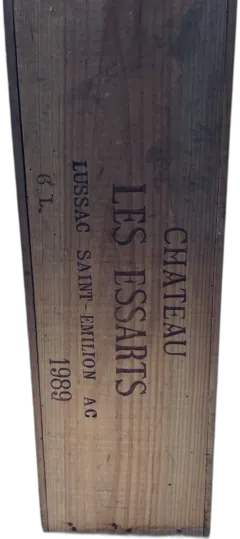 CHATEAU
LES ESSARTS
LUSSAC SAINT-EMILION AC
6 L. 1989